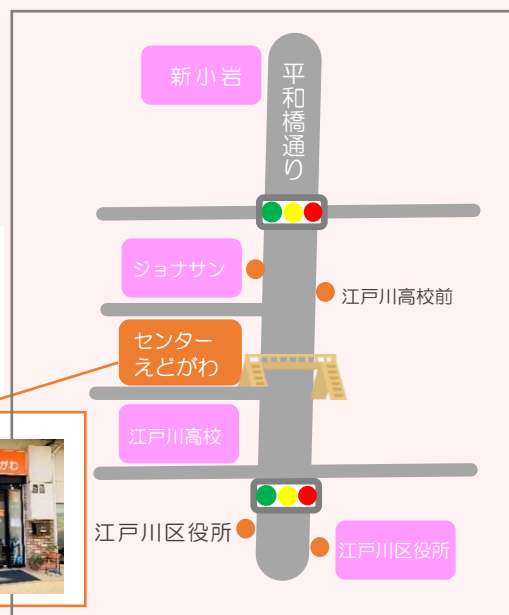 新小岩
平和橋通り
ジョナサン
江戸川高校前
センター
えどがわ
江戸川高校
がわ
江戸川区役所
江戸川区役所